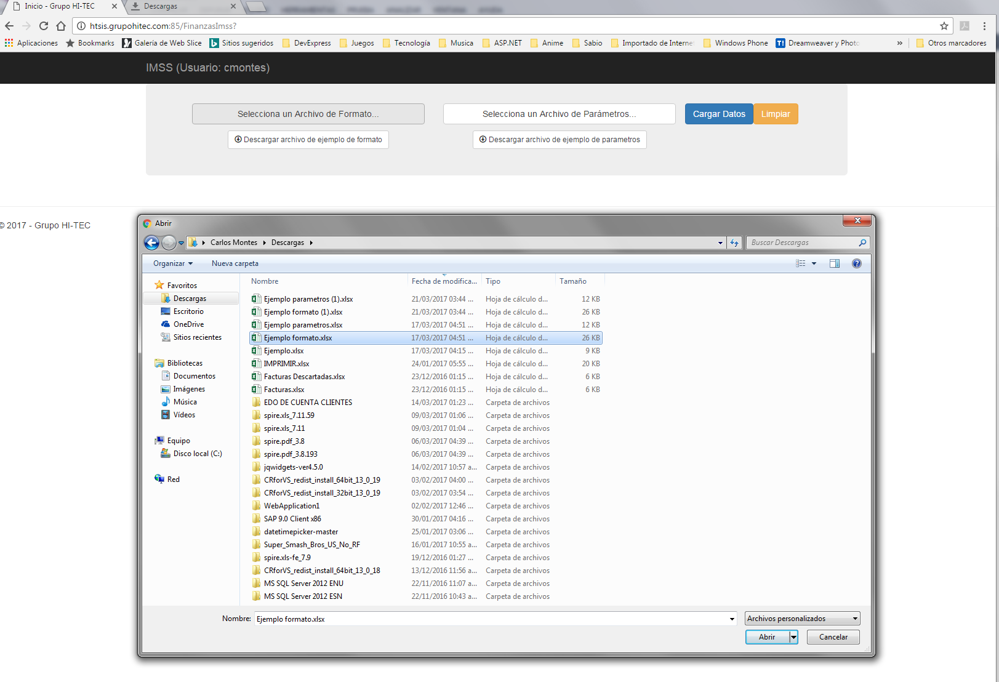 Inicio - Grupo HI-TEC
Descargas
htsis.grupohitec.com:85/FinanzasImss?
Aplicaciones Bookmarks Galería de Web Slice Sitios sugeridos DevExpress Juegos Tecnología Musica ASP.NET Anime Sabio Importado de Interne Windows Phone T! Dreamweaver y Photo » Otros marcadores
IMSS (Usuario: cmontes)
Selecciona un Archivo de Formato... Selecciona un Archivo de Parámetros... Cargar Datos Limpiar
Descargar archivo de ejemplo de formato Descargar archivo de ejemplo de parametros
© 2017 - Grupo HI-TEC
Abrir
Carlos Montes Descargas Buscar Descargas
Organizar Nueva carpeta
Favoritos
Descargas
Escritorio
OneDrive
Sitios recientes
Bibliotecas
Documentos
Imágenes
Música
Vídeos
Equipo
Disco local (C:)
Red
Nombre Fecha de modifica... Tipo Tamaño
Ejemplo parametros (1).xlsx 21/03/2017 03:44 ... Hoja de cálculo d... 12 KB
Ejemplo formato (1).xlsx 21/03/2017 03:44 ... Hoja de cálculo d... 26 KB
Ejemplo parametros.xlsx 17/03/2017 04:51 ... Hoja de cálculo d... 12 KB
Ejemplo formato.xlsx 17/03/2017 04:51 ... Hoja de cálculo d... 26 KB
Ejemplo.xlsx 17/03/2017 04:15 ... Hoja de cálculo d... 9 KB
IMPRIMIR.xlsx 24/01/2017 05:55 ... Hoja de cálculo d... 20 KB
Facturas Descartadas.xlsx 23/12/2016 01:15 ... Hoja de cálculo d... 6 KB
Facturas.xlsx 23/12/2016 01:15 ... Hoja de cálculo d... 6 KB
EDO DE CUENTA CLIENTES 14/03/2017 01:23 ... Carpeta de archivos
spire.xls_7.11.59 09/03/2017 01:06 ... Carpeta de archivos
spire.xls_7.11 09/03/2017 01:04 ... Carpeta de archivos
spire.pdf_3.8 06/03/2017 04:39 ... Carpeta de archivos
spire.pdf_3.8.193 06/03/2017 04:39 ... Carpeta de archivos
jqwidgets-ver4.5.0 14/02/2017 10:57 a... Carpeta de archivos
CRforVS_redist_install_64bit_13_0_19 03/02/2017 04:00 ... Carpeta de archivos
CRforVS_redist_install_32bit_13_0_19 03/02/2017 03:54 ... Carpeta de archivos
WebApplication1 02/02/2017 12:46 ... Carpeta de archivos
SAP 9.0 Client x86 30/01/2017 04:16 ... Carpeta de archivos
datetimepicker-master 25/01/2017 03:06 ... Carpeta de archivos
Super_Smash_Bros_US_No_RF 16/01/2017 10:55 a... Carpeta de archivos
spire.xls-fe_7.9 19/12/2016 01:27 ... Carpeta de archivos
CRforVS_redist_install_64bit_13_0_18 13/12/2016 11:56 a... Carpeta de archivos
MS SQL Server 2012 ENU 22/11/2016 11:07 a... Carpeta de archivos
MS SQL Server 2012 ESN 22/11/2016 10:43 a... Carpeta de archivos
Nombre: Ejemplo formato.xlsx Archivos personalizados
Abrir Cancelar